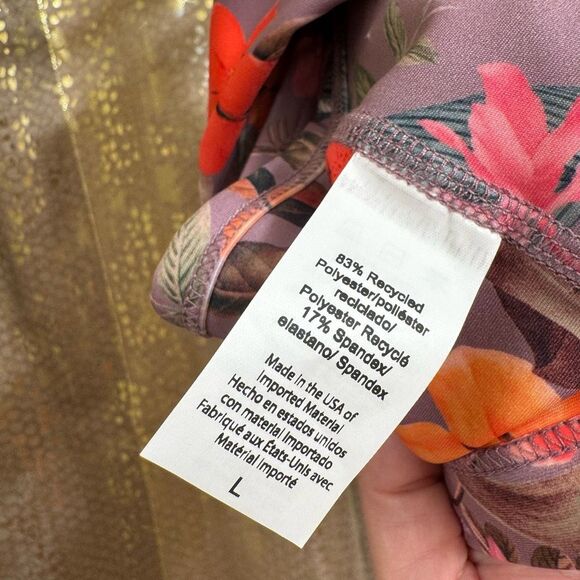 83% Recycled
Polyester/poliéster
reciclado/
Polyester Recyclé
17% Spandex/
elastano/ Spandex
Made in the USA of
Imported Material
Hecho en estados unidos
con material importado
Fabriqué aux États-Unis avec
Matérial Importé
L